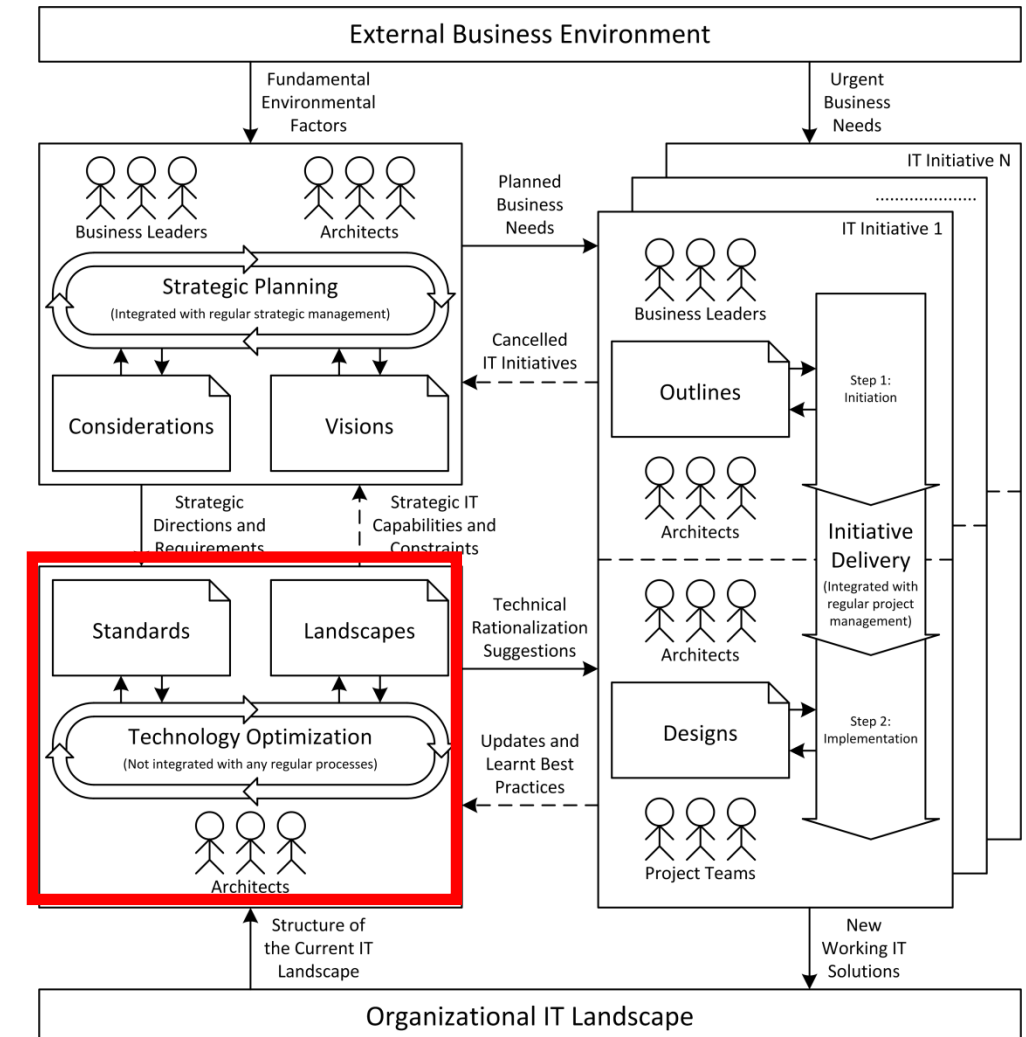 External Business Environment
Fundamental
Environmental
Factors
Urgent
Business
Needs
Business Leaders
Architects
Strategic Planning
(Integrated with regular strategic management)
Considerations
Visions
Planned
Business
Needs
Cancelled
IT Initiatives
IT Initiative N
.....................
IT Initiative 1
Business Leaders
Outlines
Step 1:
Initiation
Architects
Initiative
Delivery
(Integrated with
regular project
management)
Architects
Designs
Step 2:
Implementation
Project Teams
Strategic
Directions and
Requirements
Strategic IT
Capabilities and
Constraints
Standards
Landscapes
Technology Optimization
(Not integrated with any regular processes)
Architects
Technical
Rationalization
Suggestions
Updates and
Learnt Best
Practices
Structure of
the Current IT
Landscape
New
Working IT
Solutions
Organizational IT Landscape